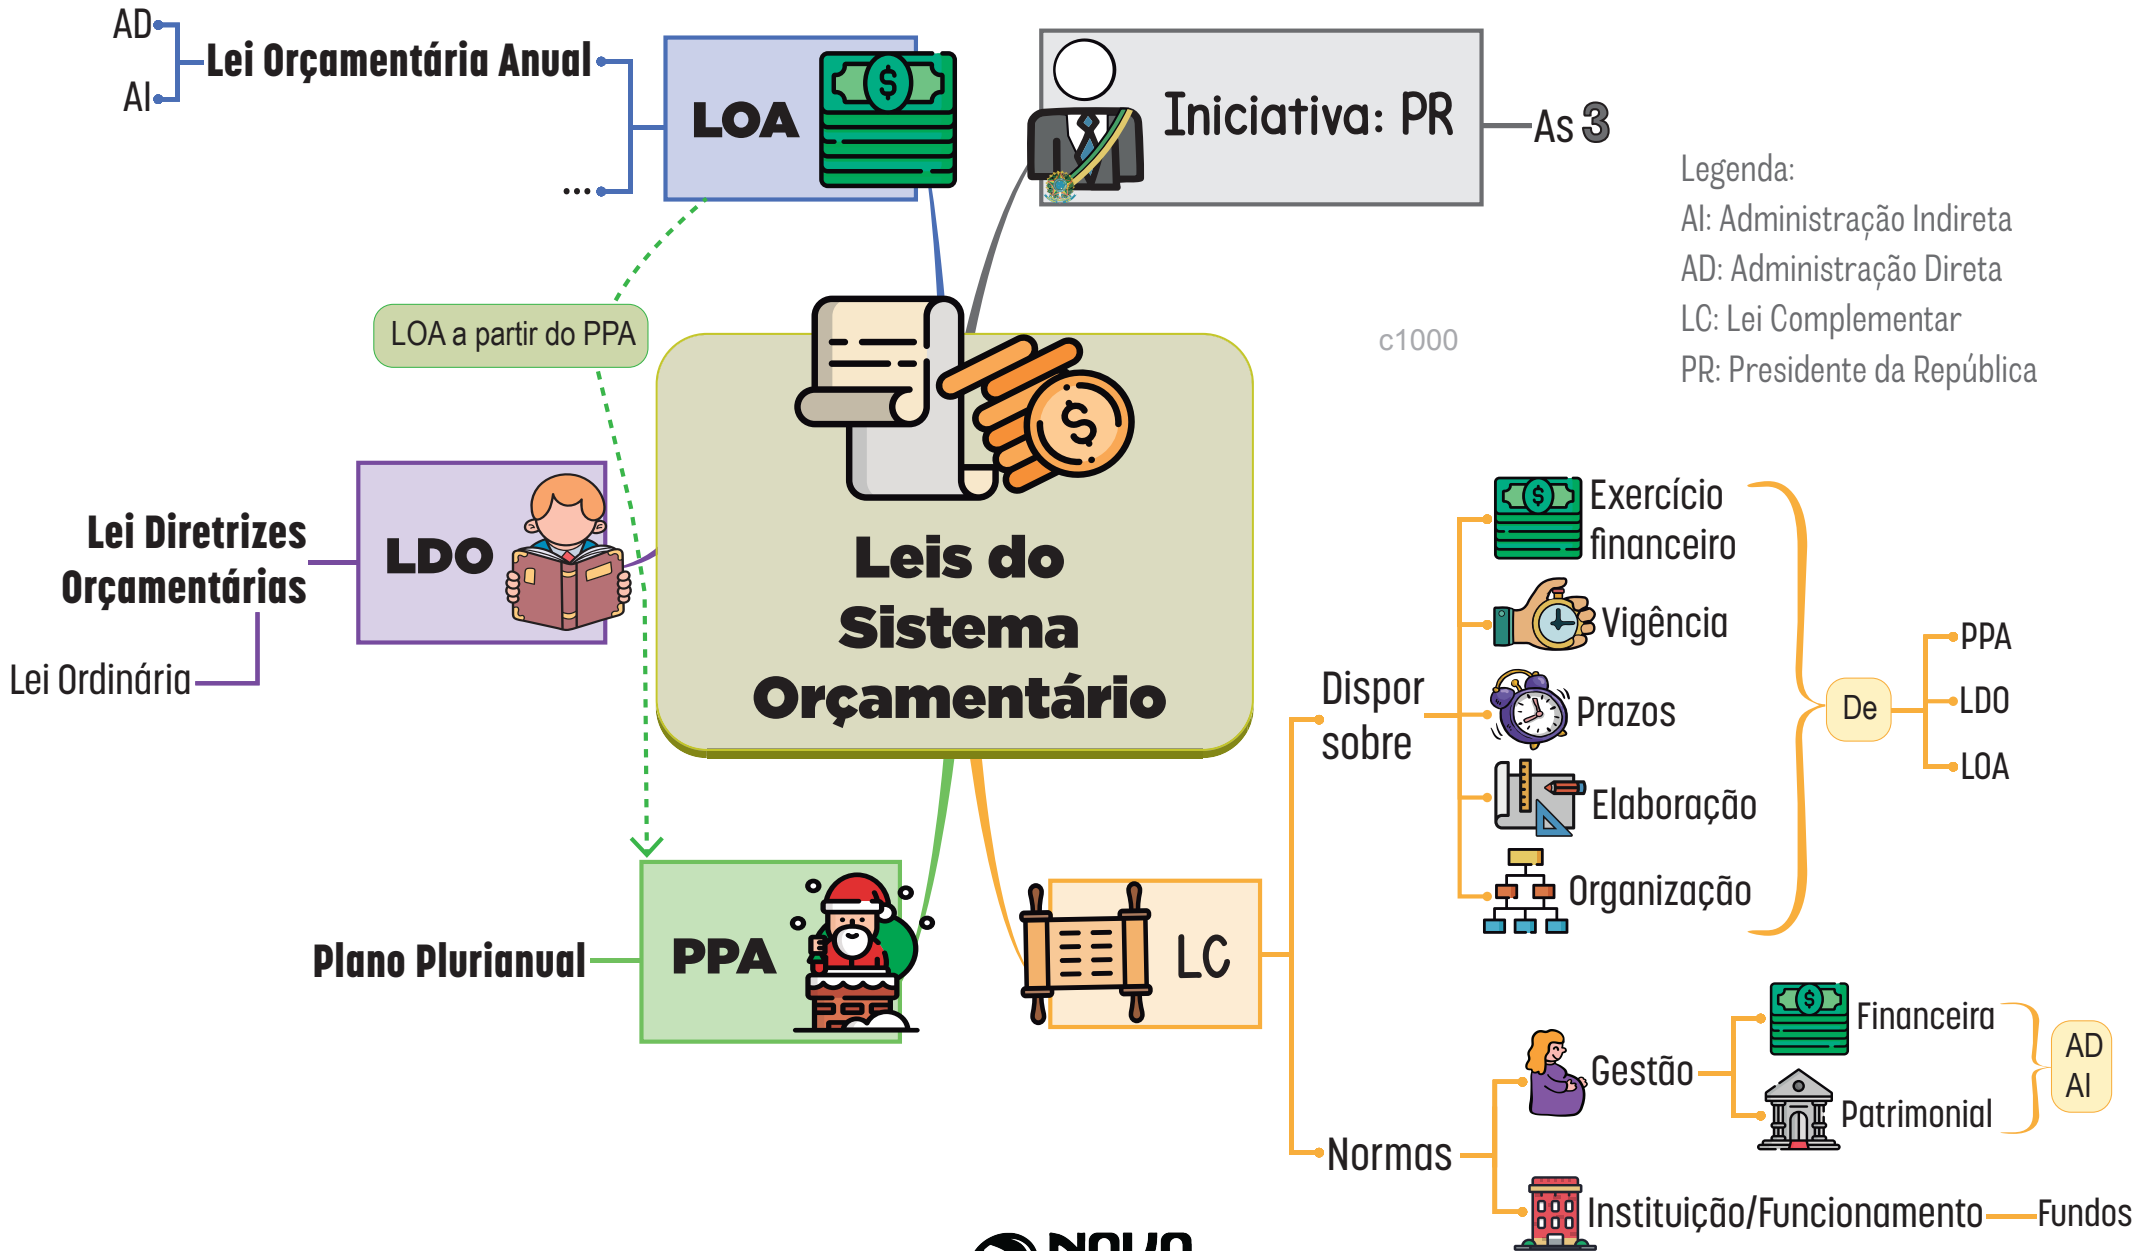 AD
AI
Lei Orçamentária Anual
...
LOA
Iniciativa: PR
As 3
Legenda:
AI: Administração Indireta
AD: Administração Direta
LC: Lei Complementar
PR: Presidente da República
c1000
LOA a partir do PPA
Lei Diretrizes
Orçamentárias
Lei Ordinária
LDO
Leis do
Sistema
Orçamentário
Plano Plurianual
PPA
LC
Dispor
sobre
Exercício
financeiro
Vigência
Prazos
Elaboração
Organização
De
PPA
LDO
LOA
Normas
Gestão
Financeira
Patrimonial
AD
AI
Instituição/Funcionamento
Fundos
NOVA